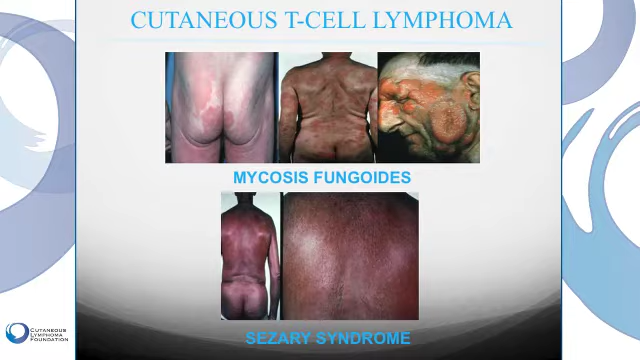 CUTANEOUS T-CELL LYMPHOMA
MYCOSIS FUNGOIDES
SEZARY SYNDROME
CUTANEOUS
LYMPHOMA
FOUNDATION